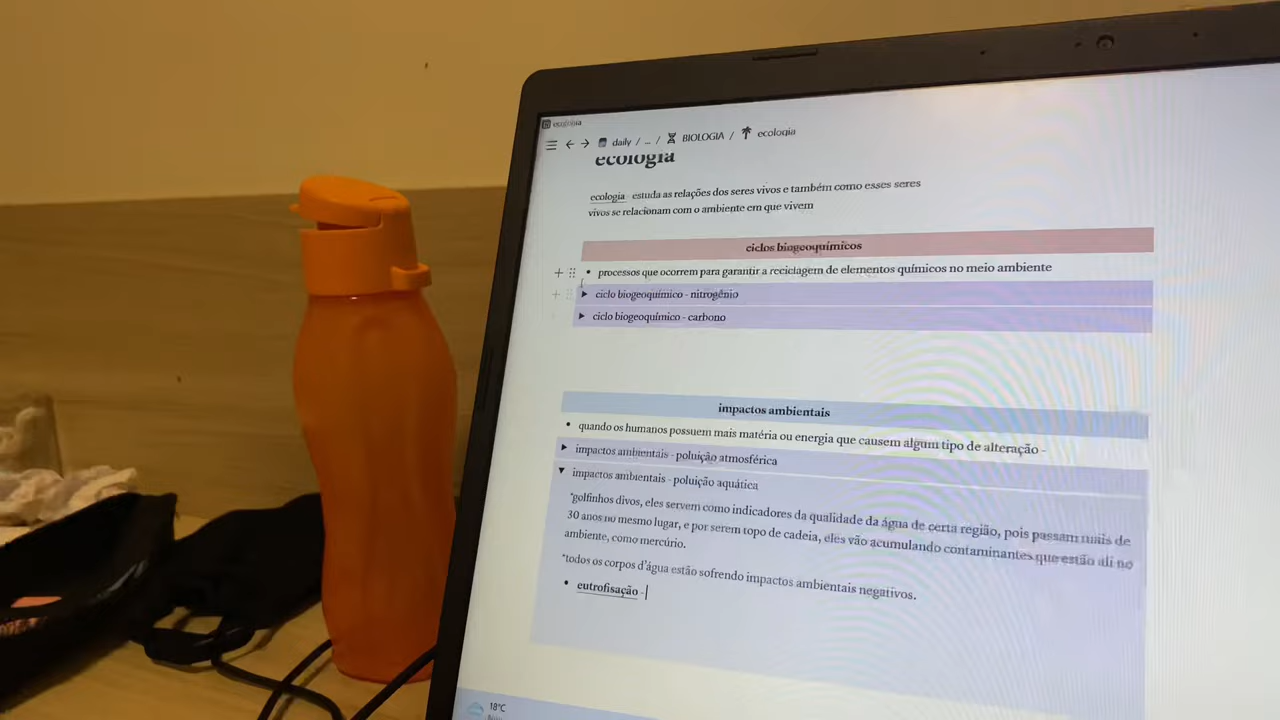 ecologia
daily / ... / BIOLOGIA / ecologia
ecologia
ecologia - estuda as relações dos seres vivos e também como esses seres
vivos se relacionam com o ambiente em que vivem
ciclos biogeoquímicos
• processos que ocorrem para garantir a reciclagem de elementos químicos no meio ambiente
ciclo biogeoquímico - nitrogênio
ciclo biogeoquímico - carbono
impactos ambientais
• quando os humanos possuem mais matéria ou energia que causem algum tipo de alteração -
impactos ambientais - poluição atmosférica
impactos ambientais - poluição aquática
*golfinhos divos, eles servem como indicadores da qualidade da água de certa região, pois passam mais de
30 anos no mesmo lugar, e por serem topo de cadeia, eles vão acumulando contaminantes que estão ali no
ambiente, como mercúrio.
*todos os corpos d'água estão sofrendo impactos ambientais negativos.
• eutrofisação -
18°C